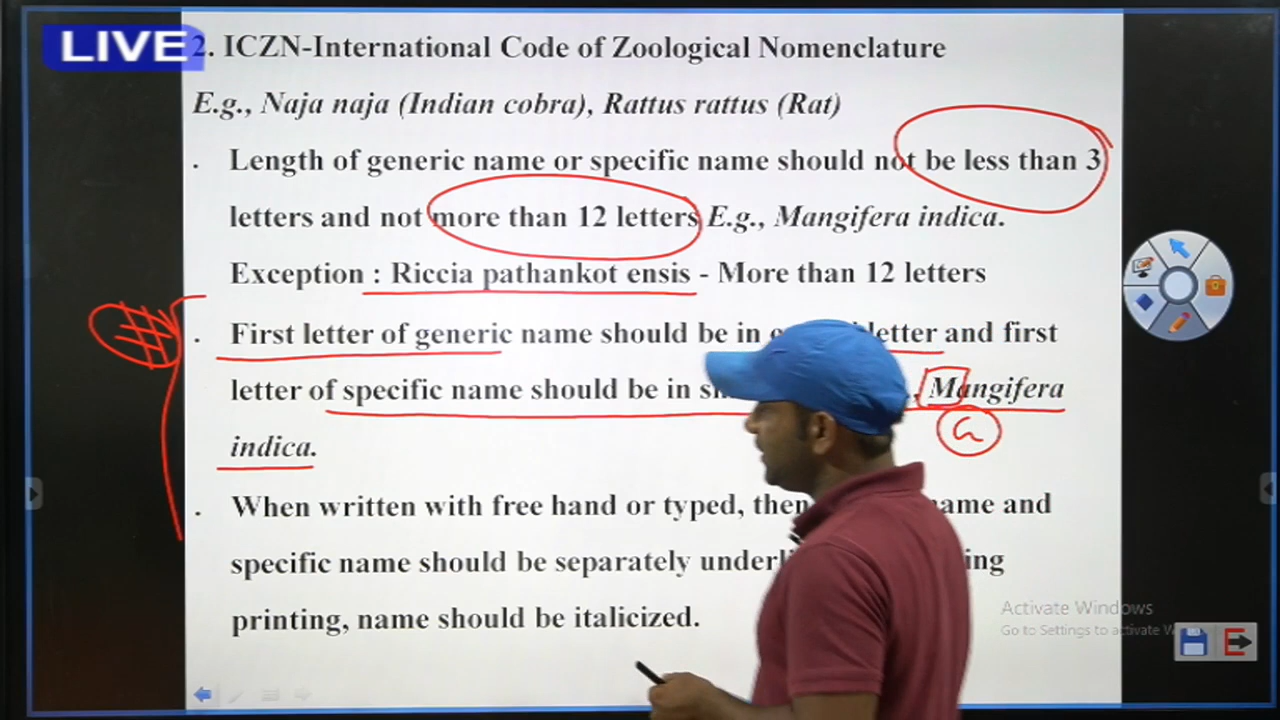 LIVE
2. ICZN-International Code of Zoological Nomenclature
E.g., Naja naja (Indian cobra), Rattus rattus (Rat)
. Length of generic name or specific name should not be less than 3
letters and not more than 12 letters E.g., Mangifera indica.
Exception : Riccia pathankot ensis - More than 12 letters
. First letter of generic name should be in letter and first
letter of specific name should be in , Mangifera
G
indica.
. When written with free hand or typed, then name and
specific name should be separately
printing, name should be italicized.
Activate Windows
Go to Settings to activate